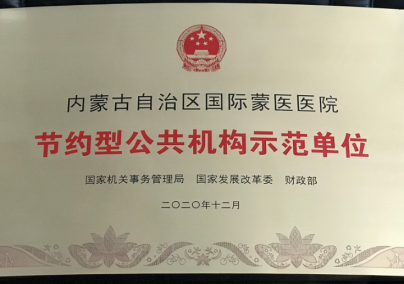 内蒙古自治区国际蒙医医院
节约型公共机构示范单位
国家机关事务管理局 国家发展改革委 财政部
二〇二〇年十二月